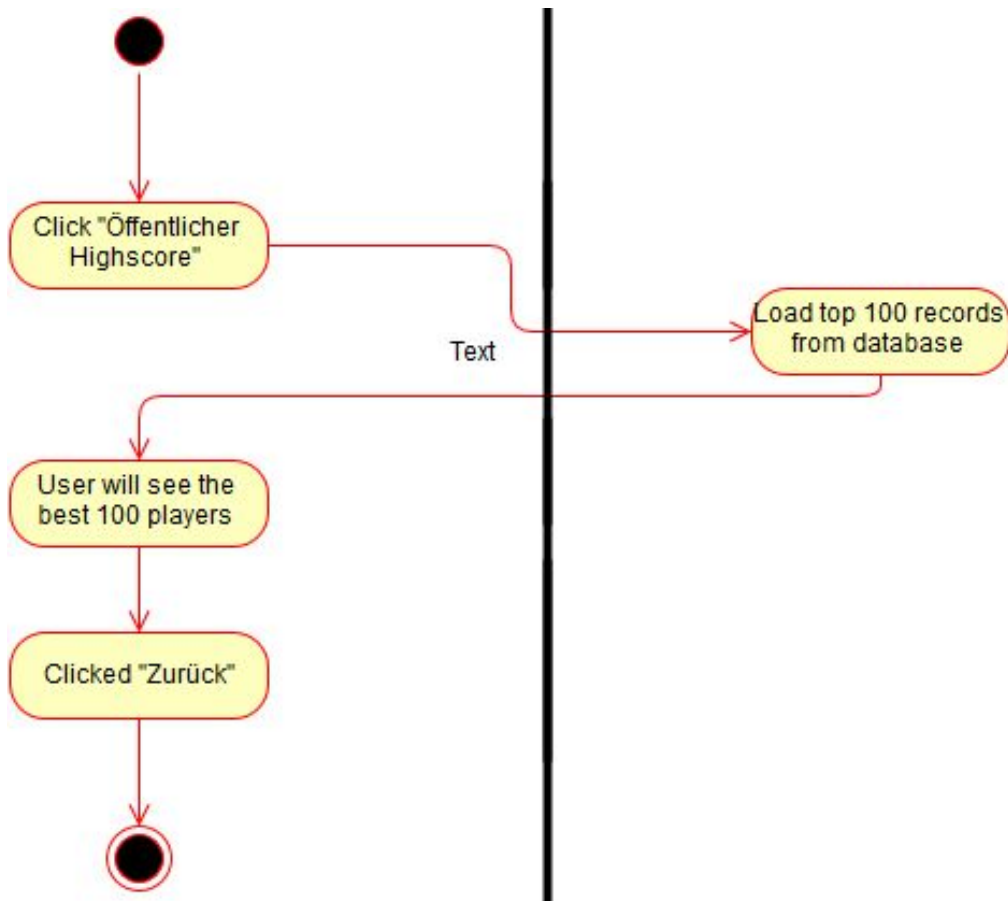 Click "Öffentlicher
Highscore"
Load top 100 records
from database
Text
User will see the
best 100 players
Clicked "Zurück"